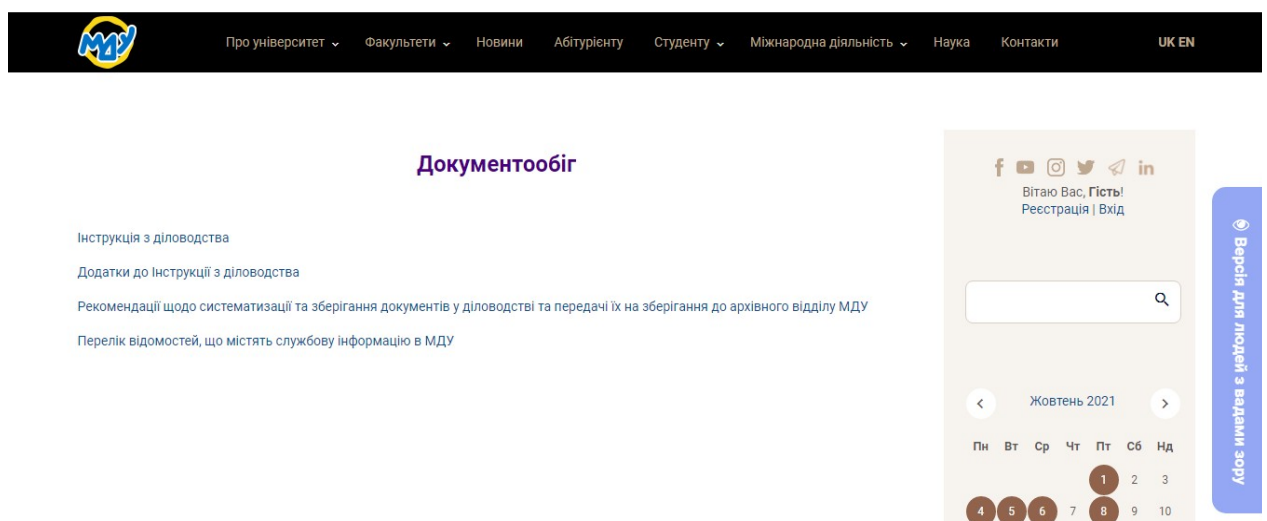 МДУ
Про університет
Факультети
Новини
Абітурієнту
Студенту
Міжнародна діяльність
Наука
Контакти
UK EN
Документообіг
Інструкція з діловодства
Додатки до Інструкції з діловодства
Рекомендації щодо систематизації та зберігання документів у діловодстві та передачі їх на зберігання до архівного відділу МДУ
Перелік відомостей, що містять службову інформацію в МДУ
Вітаю Вас, Гість!
Реєстрація | Вхід
Жовтень 2021
Пн Вт Ср Чт Пт Сб Нд
1 2 3
4 5 6 7 8 9 10
Версія для людей з вадами зору